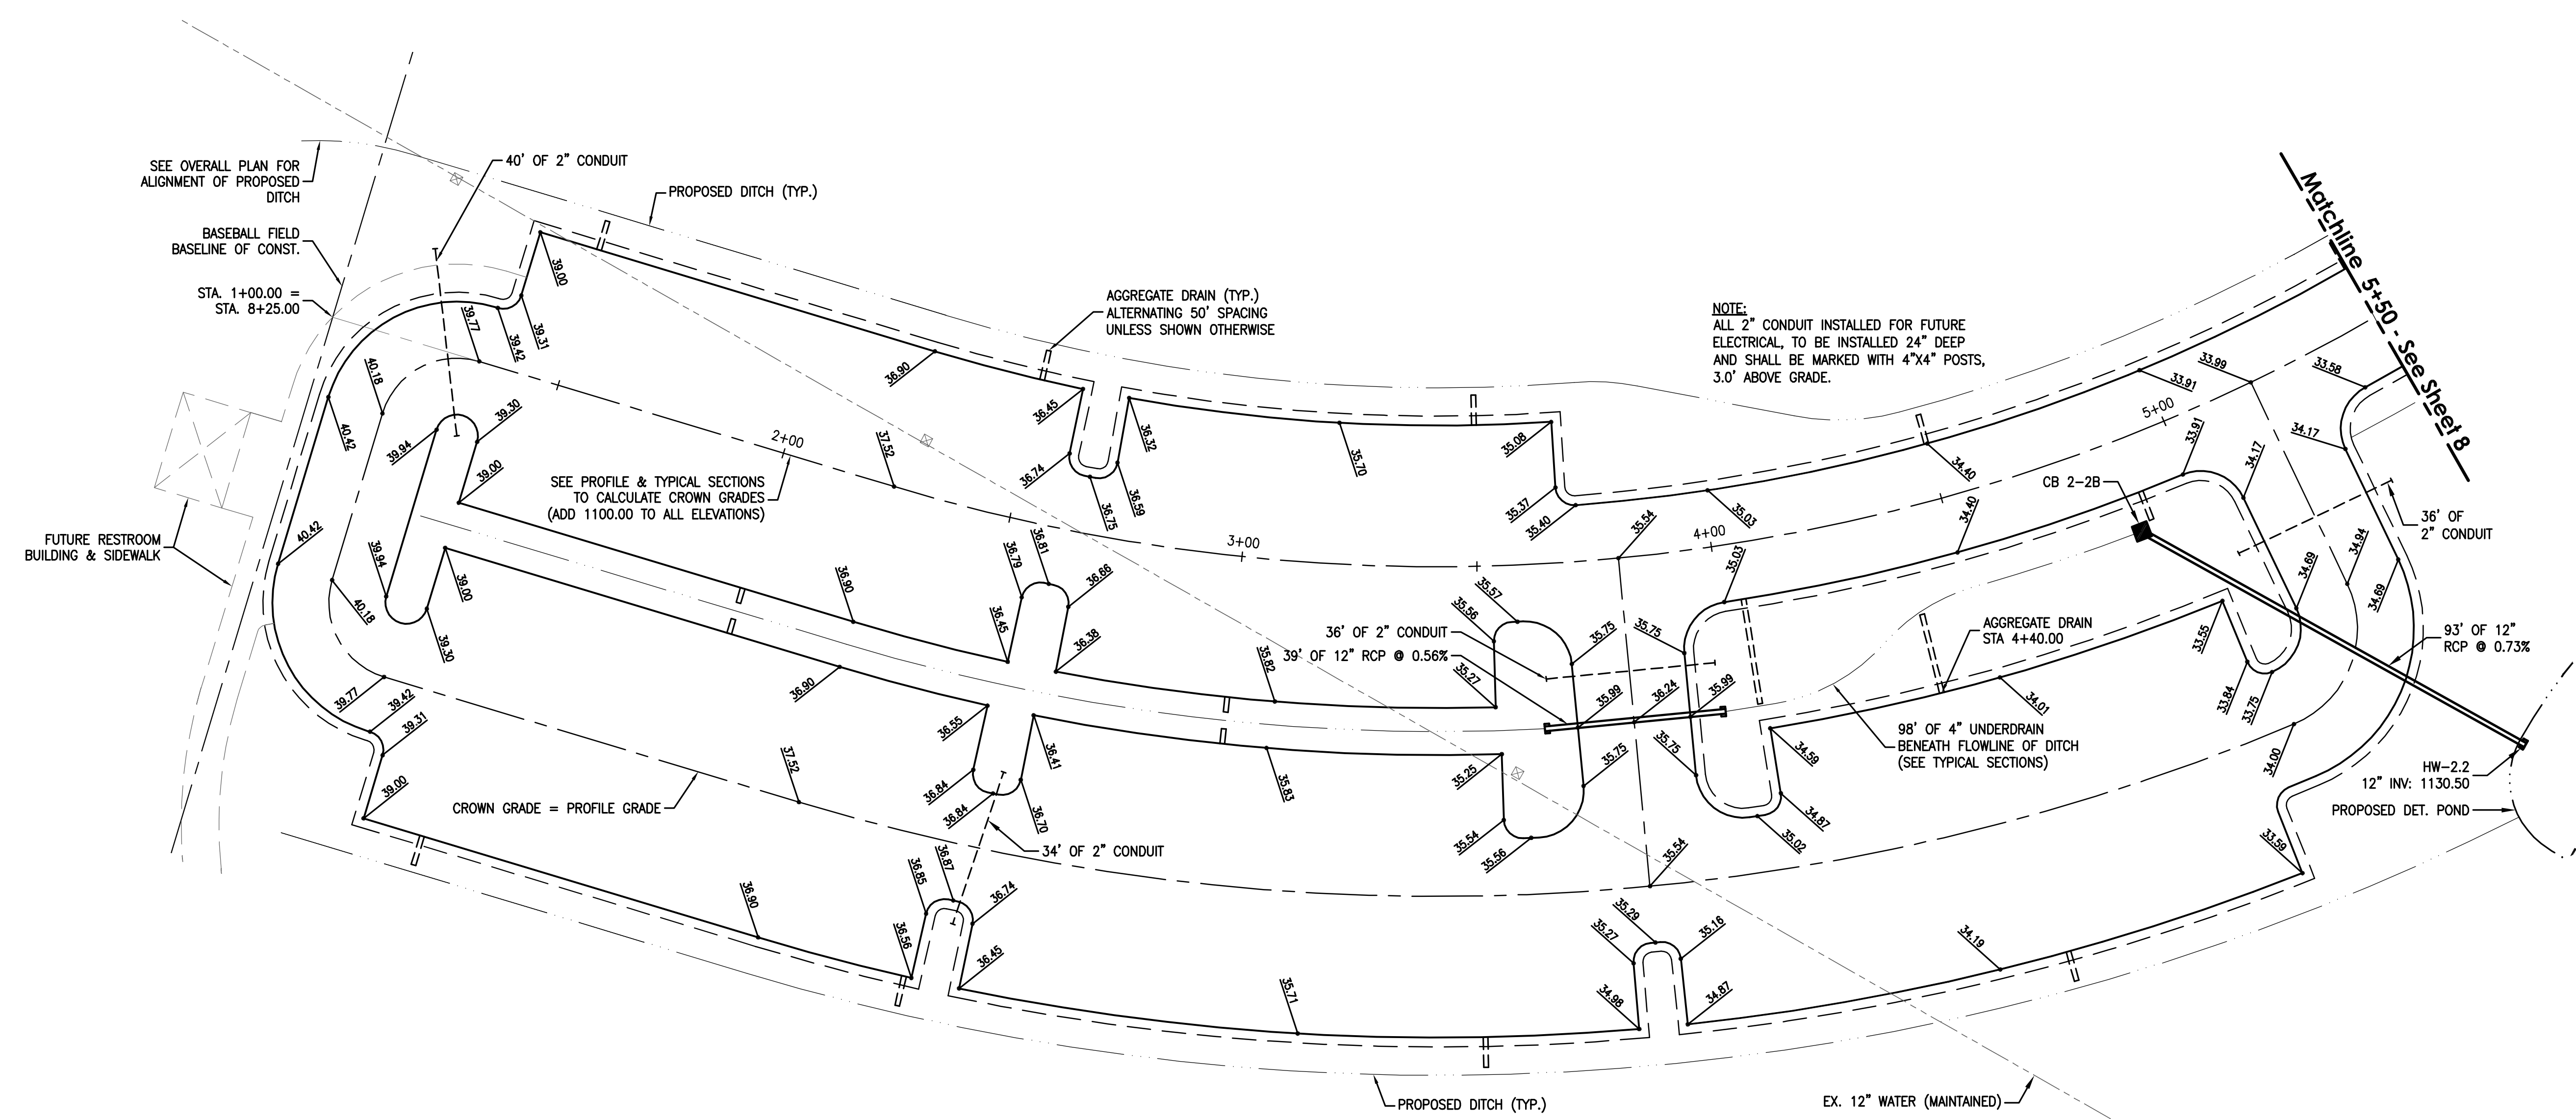 SEE OVERALL PLAN FOR
ALIGNMENT OF PROPOSED
DITCH
BASEBALL FIELD
BASELINE OF CONST.
STA. 1+00.00 =
STA. 8+25.00
FUTURE RESTROOM
BUILDING & SIDEWALK
40' OF 2" CONDUIT
PROPOSED DITCH (TYP.)
AGGREGATE DRAIN (TYP.)
ALTERNATING 50' SPACING
UNLESS SHOWN OTHERWISE
NOTE:
ALL 2" CONDUIT INSTALLED FOR FUTURE
ELECTRICAL, TO BE INSTALLED 24" DEEP
AND SHALL BE MARKED WITH 4"X4" POSTS,
3.0' ABOVE GRADE.
Matchline 5+50 - See Sheet 8
SEE PROFILE & TYPICAL SECTIONS
TO CALCULATE CROWN GRADES
(ADD 1100.00 TO ALL ELEVATIONS)
CROWN GRADE = PROFILE GRADE
34' OF 2" CONDUIT
36' OF 2" CONDUIT
39' OF 12" RCP @ 0.56%
CB 2-2B
36' OF
2" CONDUIT
AGGREGATE DRAIN
STA 4+40.00
93' OF 12"
RCP @ 0.73%
98' OF 4" UNDERDRAIN
BENEATH FLOWLINE OF DITCH
(SEE TYPICAL SECTIONS)
HW-2.2
12" INV: 1130.50
PROPOSED DET. POND
PROPOSED DITCH (TYP.)
EX. 12" WATER (MAINTAINED)
2+00
3+00
4+00
5+00
39.00
39.77
39.42
39.31
40.18
40.42
39.94
39.30
39.00
40.42
39.94
40.18
39.30
39.00
39.77
39.42
39.31
39.00
36.90
36.45
36.74
36.75
36.59
36.32
37.52
35.70
35.08
35.37
35.40
35.03
34.40
33.91
33.99
33.58
34.17
33.91
34.17
34.40
35.54
35.03
36.90
36.79
36.81
36.66
36.45
36.38
35.82
35.56
35.57
35.75
35.27
35.75
35.99
36.24
35.99
34.69
34.94
34.69
36.90
36.55
36.84
36.84
36.70
36.41
35.83
35.25
35.54
35.56
35.75
35.75
34.59
34.87
35.02
34.01
33.55
33.84
33.75
34.00
37.52
36.90
36.85
36.87
36.74
36.56
36.45
35.71
35.54
35.27
35.29
35.16
34.98
34.87
34.19
33.59